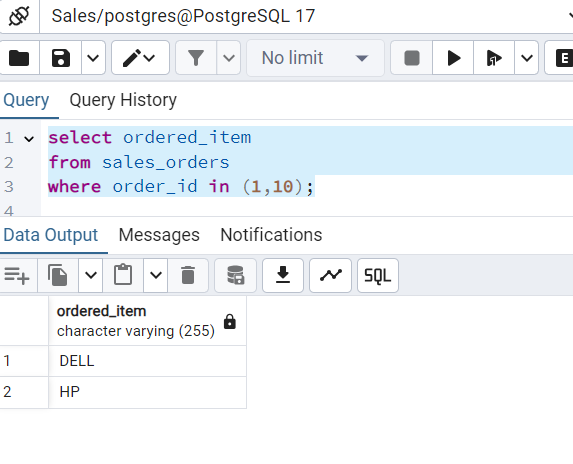 Sales/postgres@PostgreSQL 17
No limit
E
Query Query History
1 select ordered_item
2 from sales_orders
3 where order_id in (1,10);
4
Data Output Messages Notifications
SQL
ordered_item
character varying (255)
1 DELL
2 HP